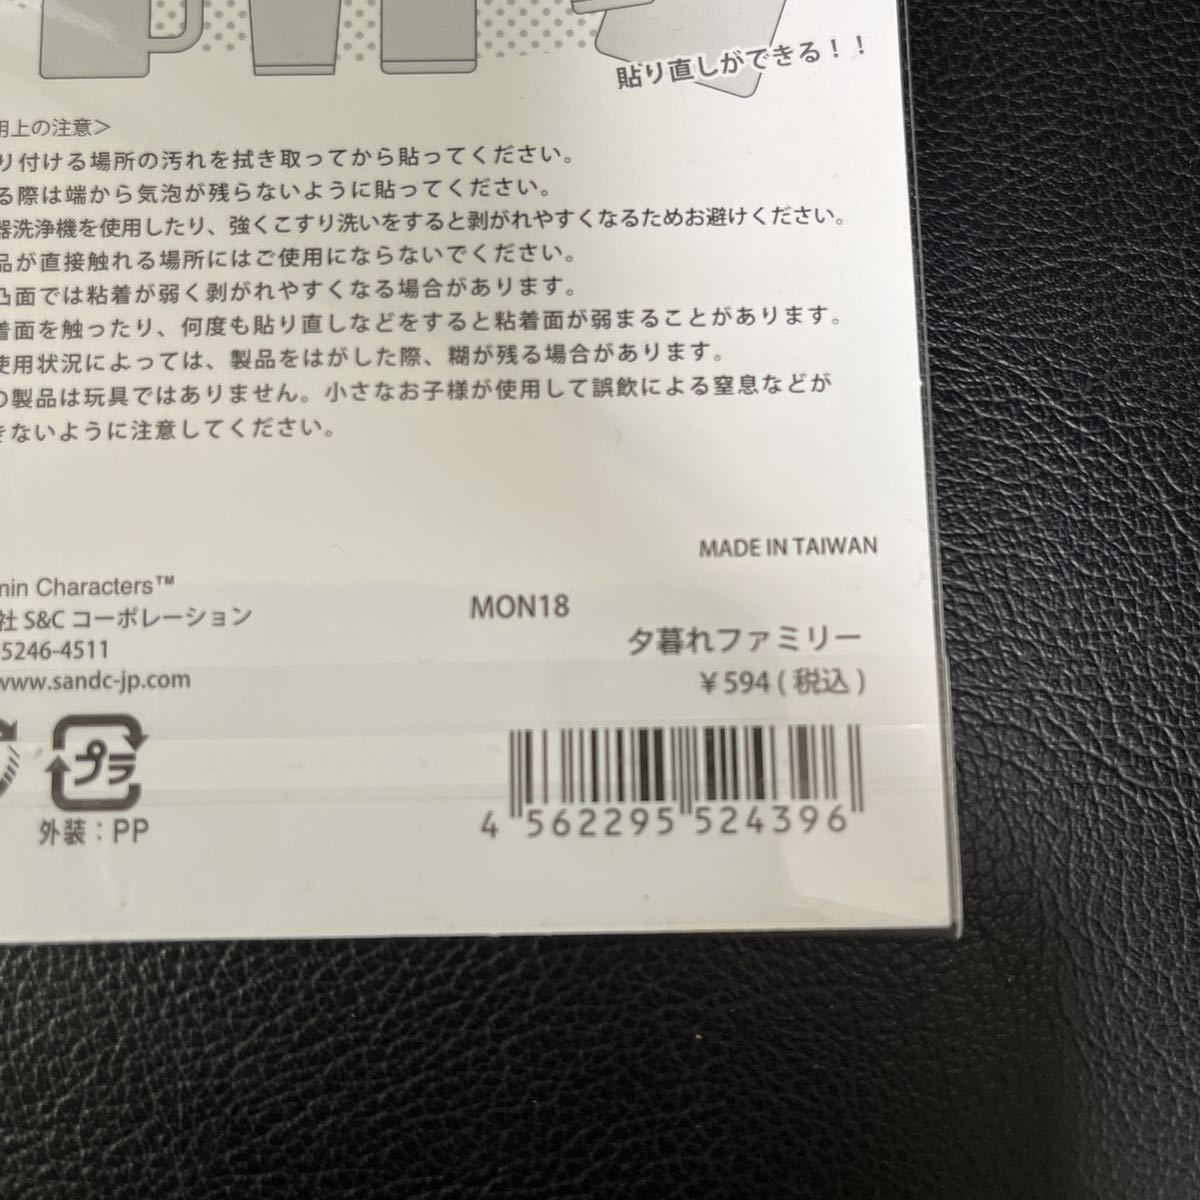 貼り直しができる！！
用上の注意＞
り付ける場所の汚れを拭き取ってから貼ってください。
る際は端から気泡が残らないように貼ってください。
器洗浄機を使用したり、強くこすり洗いをすると剥がれやすくなるためお避けください。
品が直接触れる場所にはご使用にならないでください。
凸面では粘着が弱く剥がれやすくなる場合があります。
着面を触ったり、何度も貼り直しなどをすると粘着面が弱まることがあります。
使用状況によっては、製品をはがした際、糊が残る場合があります。
の製品は玩具ではありません。小さなお子様が使用して誤飲による窒息などが
きないように注意してください。
MADE IN TAIWAN
min Characters™
社 S&C コーポレーション
-5246-4511
www.sandc-jp.com
MON18
夕暮れファミリー
￥594 ( 税込 )
プラ
外装：PP
4 562295 524396